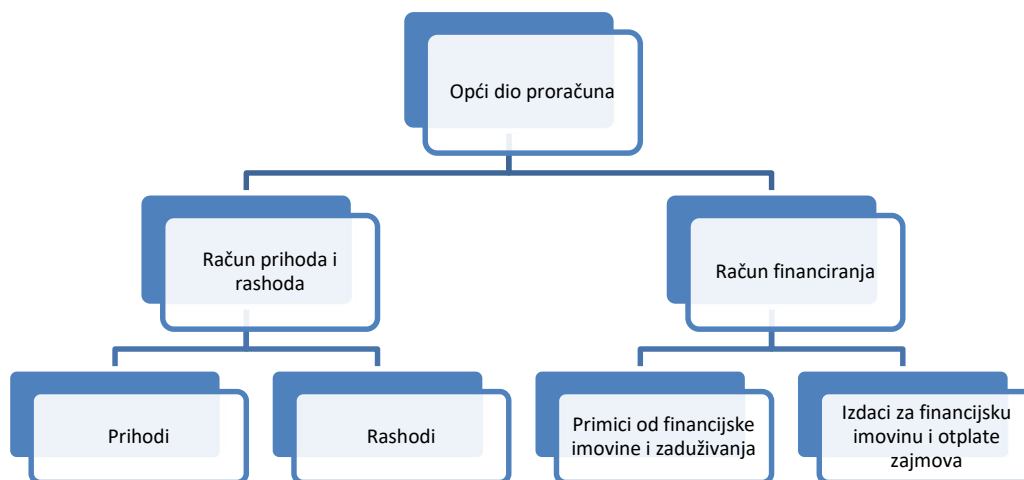 Opći dio proračuna
Račun prihoda i
rashoda
Račun financiranja
Prihodi
Rashodi
Primici od financijske
imovine i zaduživanja
Izdaci za financijsku
imovinu i otplate
zajmova